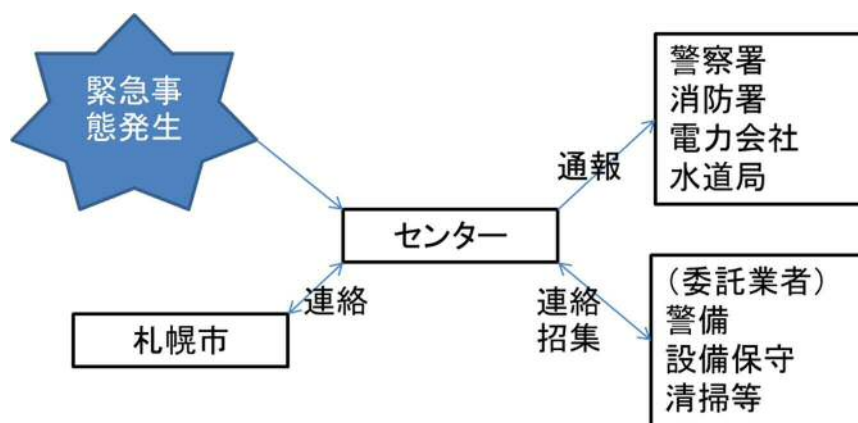 緊急事
態発生
警察署
消防署
電力会社
水道局
通報
センター
連絡
札幌市
連絡
招集
（委託業者）
警備
設備保守
清掃等